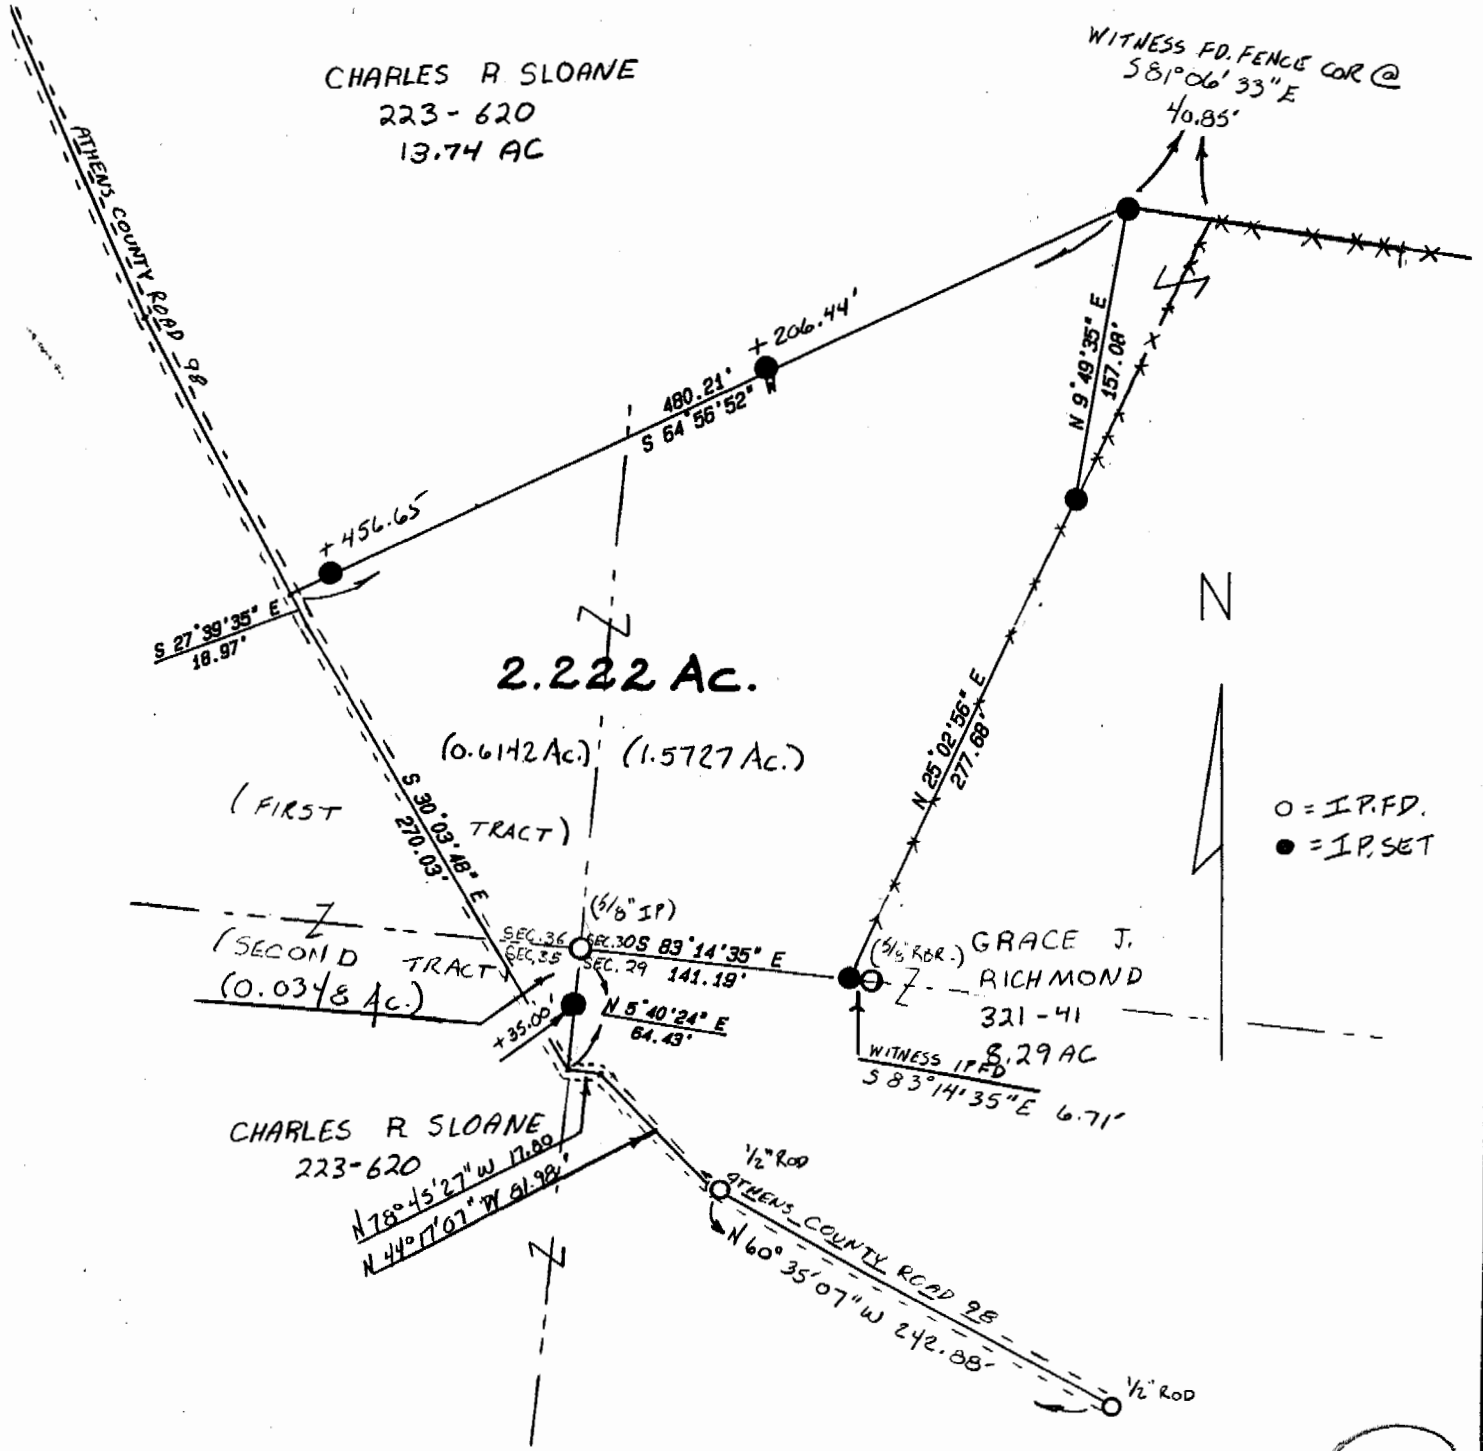 CHARLES R SLOANE
223-620
13.74 AC
WITNESS FD. FENCE COR @
S81°06'33"E
40.85'
ATHENS COUNTY ROAD 98
+ 206.44'
480.21'
S 64°56'52" W
N 9°49'35" E
157.08'
+ 456.65
S 27°39'35" E
18.97'
N
2.222 AC.
(0.6142 Ac.) (1.5727 Ac.)
N 25°02'56" E
277.68'
O = I.P. FD.
● = I.P. SET
(FIRST TRACT)
S 30°03'48" E
270.03'
(5/8" IP)
SEC. 36
SEC. 30
S 83°14'35" E
SEC. 35
SEC. 29
141.19'
(SECOND TRACT)
(0.0348 Ac.)
(5/8 RBR.)
GRACE J.
RICHMOND
321-41
8.29 AC
+35.00'
N 5°40'24" E
64.43'
WITNESS IP FD
S 83°14'35"E 6.71'
CHARLES R SLOANE
223-620
N 78°45'27" W 17.80
N 44°17'07" W 81.98'
1/2" ROD
ATHENS COUNTY ROAD 98
N 60° 35'07" W 242.88'
1/2" ROD